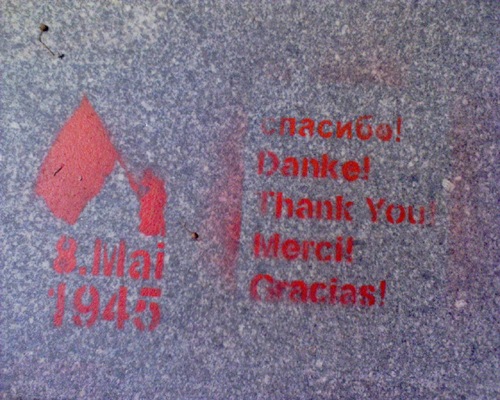 8.Mai
1945
спасибо!
Danke!
Thank You!
Merci!
Gracias!